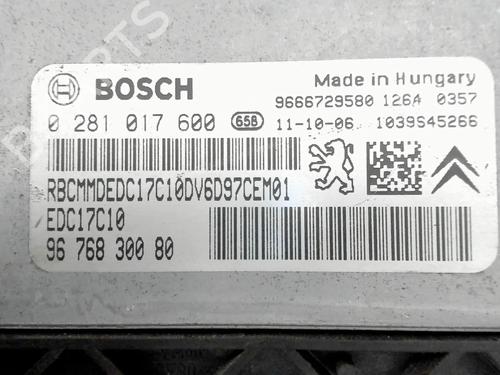 BOSCH
Made in Hungary
9666729580 126A 0357
0 281 017 600 658 11-10-06 1039S45266
RBCMMDEDC17C10DV6D97CEM01
EDC17C10
96 768 300 80